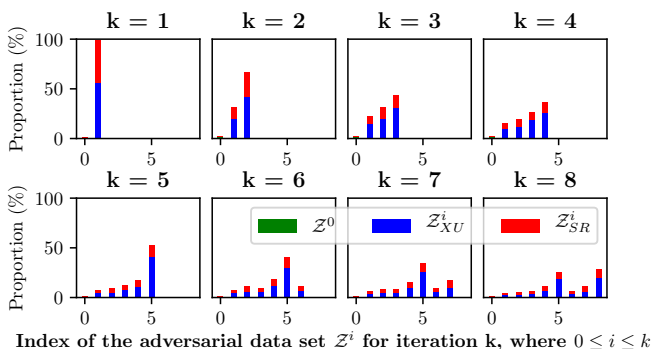 k = 1 k = 2 k = 3 k = 4
Proportion (%)
100
50
0
0 5 0 5 0 5 0 5
k = 5 k = 6 k = 7 k = 8
Proportion (%)
100
50
0
𝒵⁰ 𝒵ⁱ_XU 𝒵ⁱ_SR
0 5 0 5 0 5 0 5
Index of the adversarial data set 𝒵ⁱ for iteration k, where 0 ≤ i ≤ k